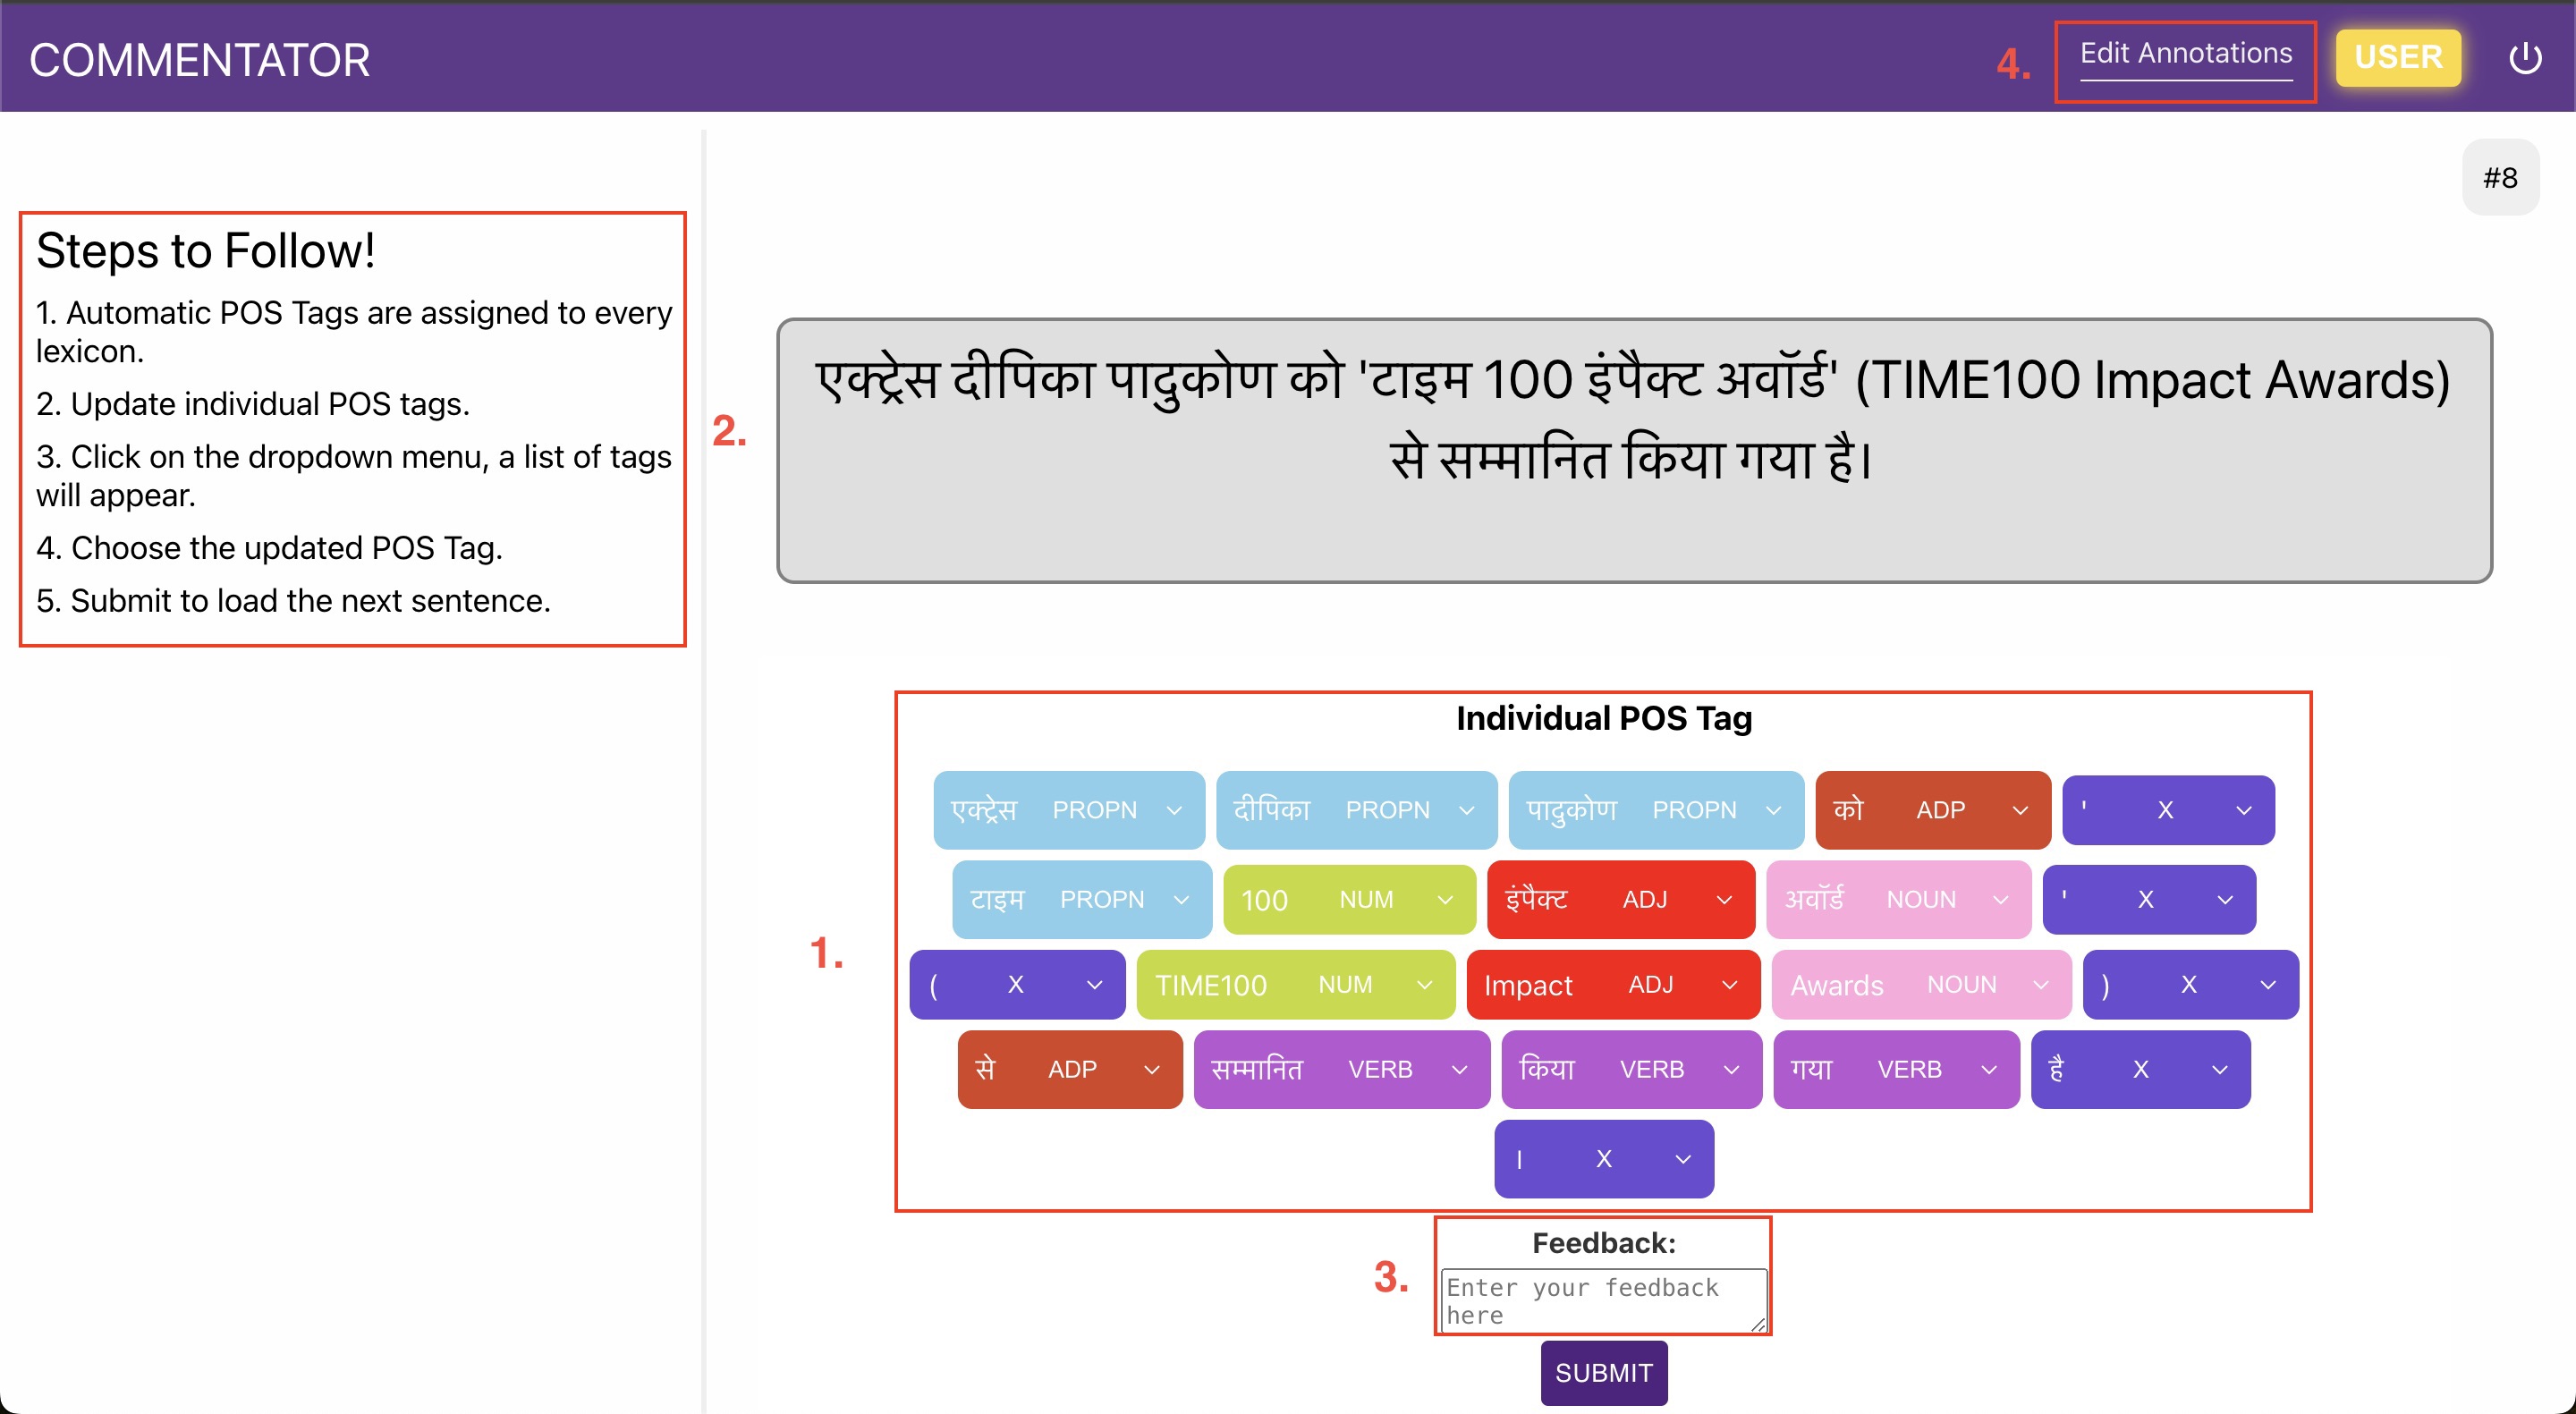 COMMENTATOR
4.
Edit Annotations
USER
#8
Steps to Follow!
1. Automatic POS Tags are assigned to every
lexicon.
2. Update individual POS tags.
3. Click on the dropdown menu, a list of tags
will appear.
4. Choose the updated POS Tag.
5. Submit to load the next sentence.
2.
एक्ट्रेस दीपिका पादुकोण को 'टाइम 100 इंपैक्ट अवॉर्ड' (TIME100 Impact Awards)
से सम्मानित किया गया है।
1.
Individual POS Tag
एक्ट्रेस PROPN दीपिका PROPN पादुकोण PROPN को ADP ' X
टाइम PROPN 100 NUM इंपैक्ट ADJ अवॉर्ड NOUN ' X
( X TIME100 NUM Impact ADJ Awards NOUN ) X
से ADP सम्मानित VERB किया VERB गया VERB है X
। X
3.
Feedback:
Enter your feedback
here
SUBMIT